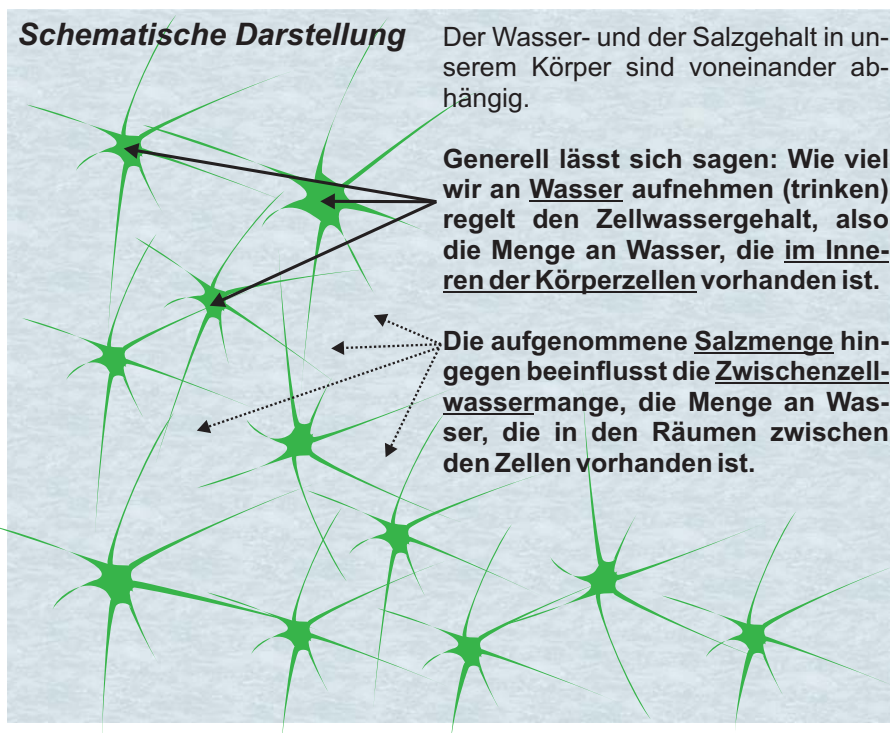 Schematische Darstellung
Der Wasser- und der Salzgehalt in un-
serem Körper sind voneinander ab-
hängig.
Generell lässt sich sagen: Wie viel
wir an Wasser aufnehmen (trinken)
regelt den Zellwassergehalt, also
die Menge an Wasser, die im Inne-
ren der Körperzellen vorhanden ist.
Die aufgenommene Salzmenge hin-
gegen beeinflusst die Zwischenzell-
wassermange, die Menge an Was-
ser, die in den Räumen zwischen
den Zellen vorhanden ist.